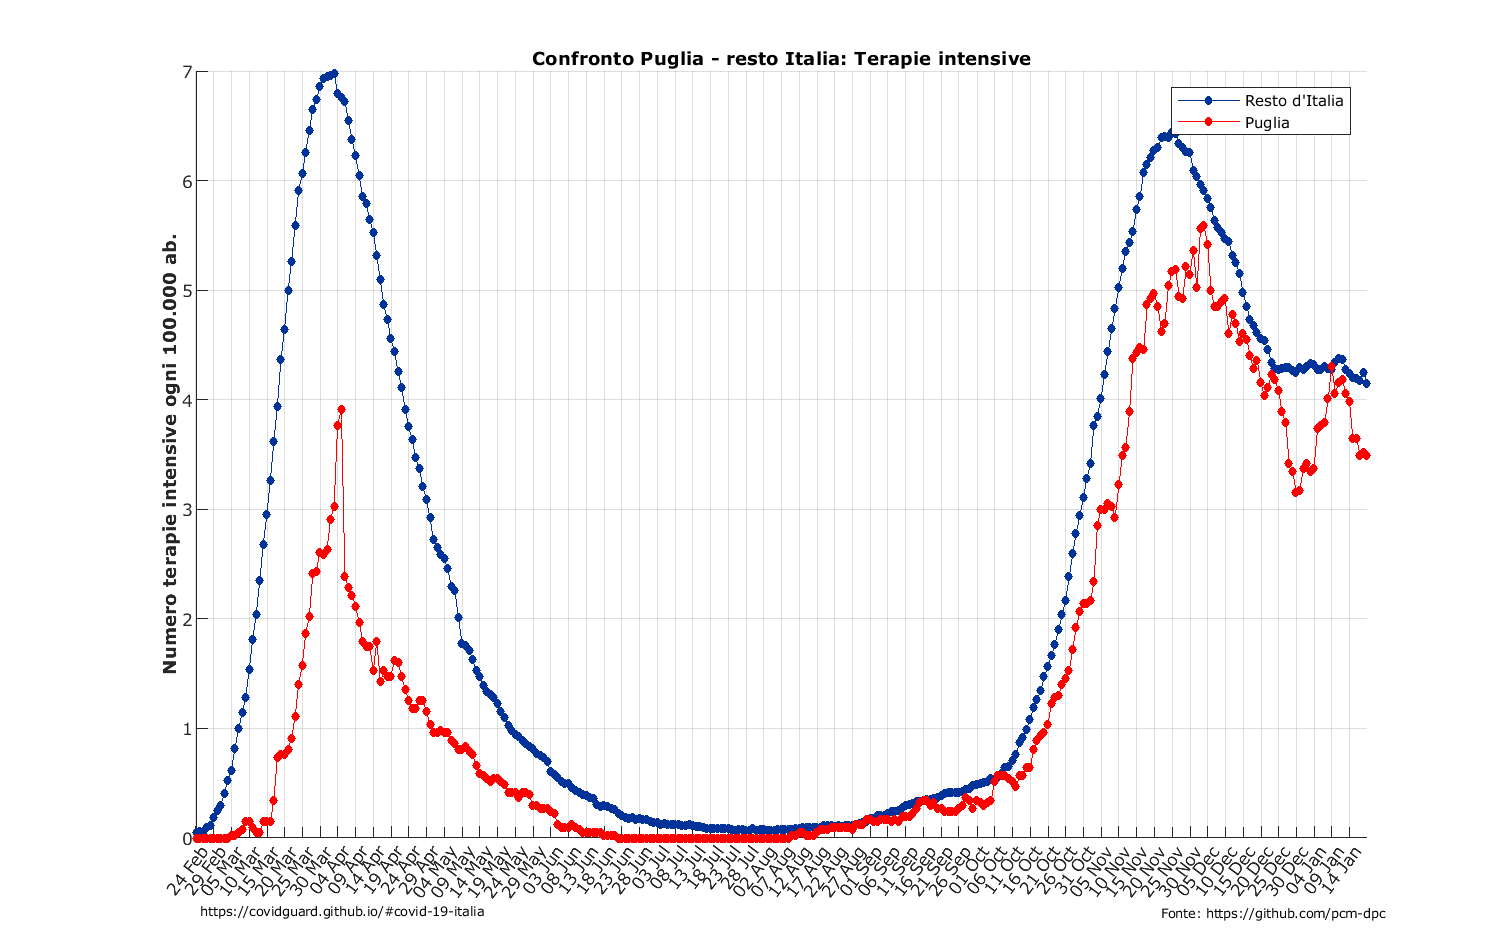 Confronto Puglia - resto Italia: Terapie intensive
Numero terapie intensive ogni 100.000 ab.
7
6
5
4
3
2
1
0
Resto d'Italia
Puglia
24 Feb
29 Feb
05 Mar
10 Mar
15 Mar
20 Mar
25 Mar
30 Mar
04 Apr
09 Apr
14 Apr
19 Apr
24 Apr
29 Apr
04 May
09 May
14 May
19 May
24 May
29 May
03 Jun
08 Jun
13 Jun
18 Jun
23 Jun
28 Jun
03 Jul
08 Jul
13 Jul
18 Jul
23 Jul
28 Jul
02 Aug
07 Aug
12 Aug
17 Aug
22 Aug
27 Aug
01 Sep
06 Sep
11 Sep
16 Sep
21 Sep
26 Sep
01 Oct
06 Oct
11 Oct
16 Oct
21 Oct
26 Oct
31 Oct
05 Nov
10 Nov
15 Nov
20 Nov
25 Nov
30 Nov
05 Dec
10 Dec
15 Dec
20 Dec
25 Dec
30 Dec
04 Jan
09 Jan
14 Jan
https://covidguard.github.io/#covid-19-italia
Fonte: https://github.com/pcm-dpc